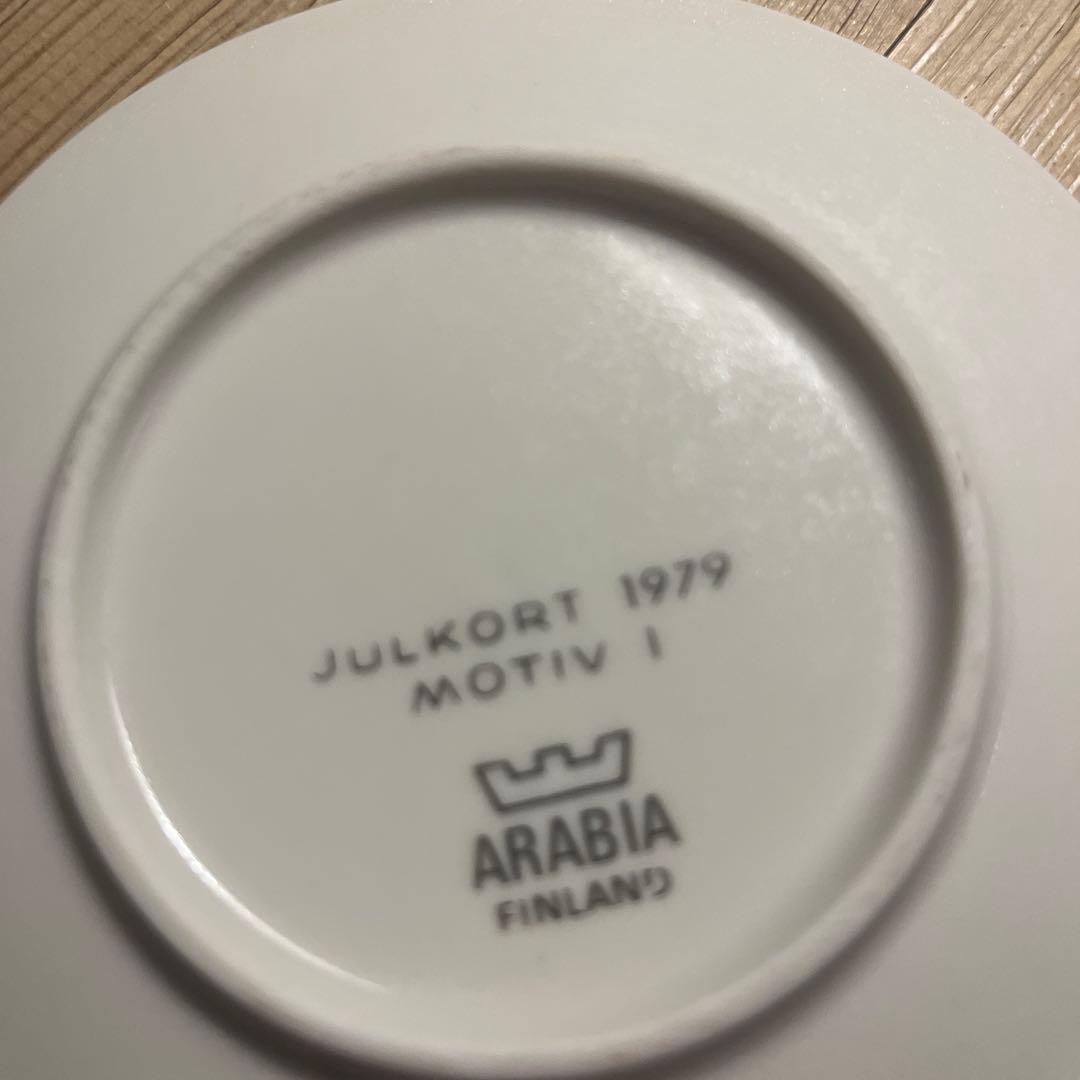 JULKORT 1979
MOTIV I
ARABIA
FINLAND